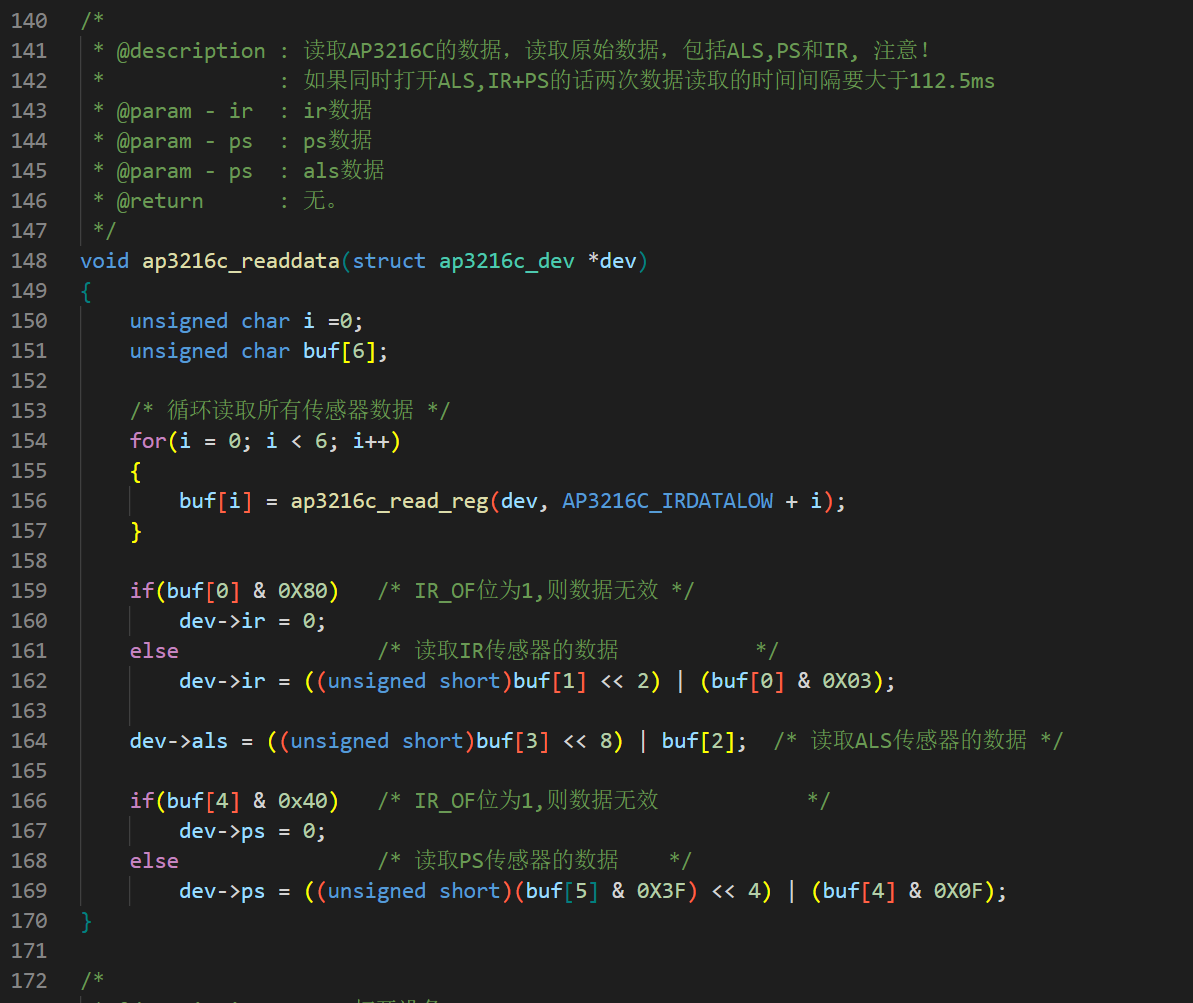 140 /*
141  * @description : 读取AP3216C的数据，读取原始数据，包括ALS,PS和IR, 注意！
142  *              : 如果同时打开ALS,IR+PS的话两次数据读取的时间间隔要大于112.5ms
143  * @param - ir  : ir数据
144  * @param - ps  : ps数据
145  * @param - ps  : als数据
146  * @return      : 无。
147  */
148 void ap3216c_readdata(struct ap3216c_dev *dev)
149 {
150     unsigned char i =0;
151     unsigned char buf[6];
152
153     /* 循环读取所有传感器数据 */
154     for(i = 0; i < 6; i++)
155     {
156         buf[i] = ap3216c_read_reg(dev, AP3216C_IRDATALOW + i);
157     }
158
159     if(buf[0] & 0X80)   /* IR_OF位为1,则数据无效 */
160         dev->ir = 0;
161     else                /* 读取IR传感器的数据           */
162         dev->ir = ((unsigned short)buf[1] << 2) | (buf[0] & 0X03);
163
164     dev->als = ((unsigned short)buf[3] << 8) | buf[2];  /* 读取ALS传感器的数据 */
165
166     if(buf[4] & 0x40)   /* IR_OF位为1,则数据无效            */
167         dev->ps = 0;
168     else                /* 读取PS传感器的数据    */
169         dev->ps = ((unsigned short)(buf[5] & 0X3F) << 4) | (buf[4] & 0X0F);
170 }
171
172 /*